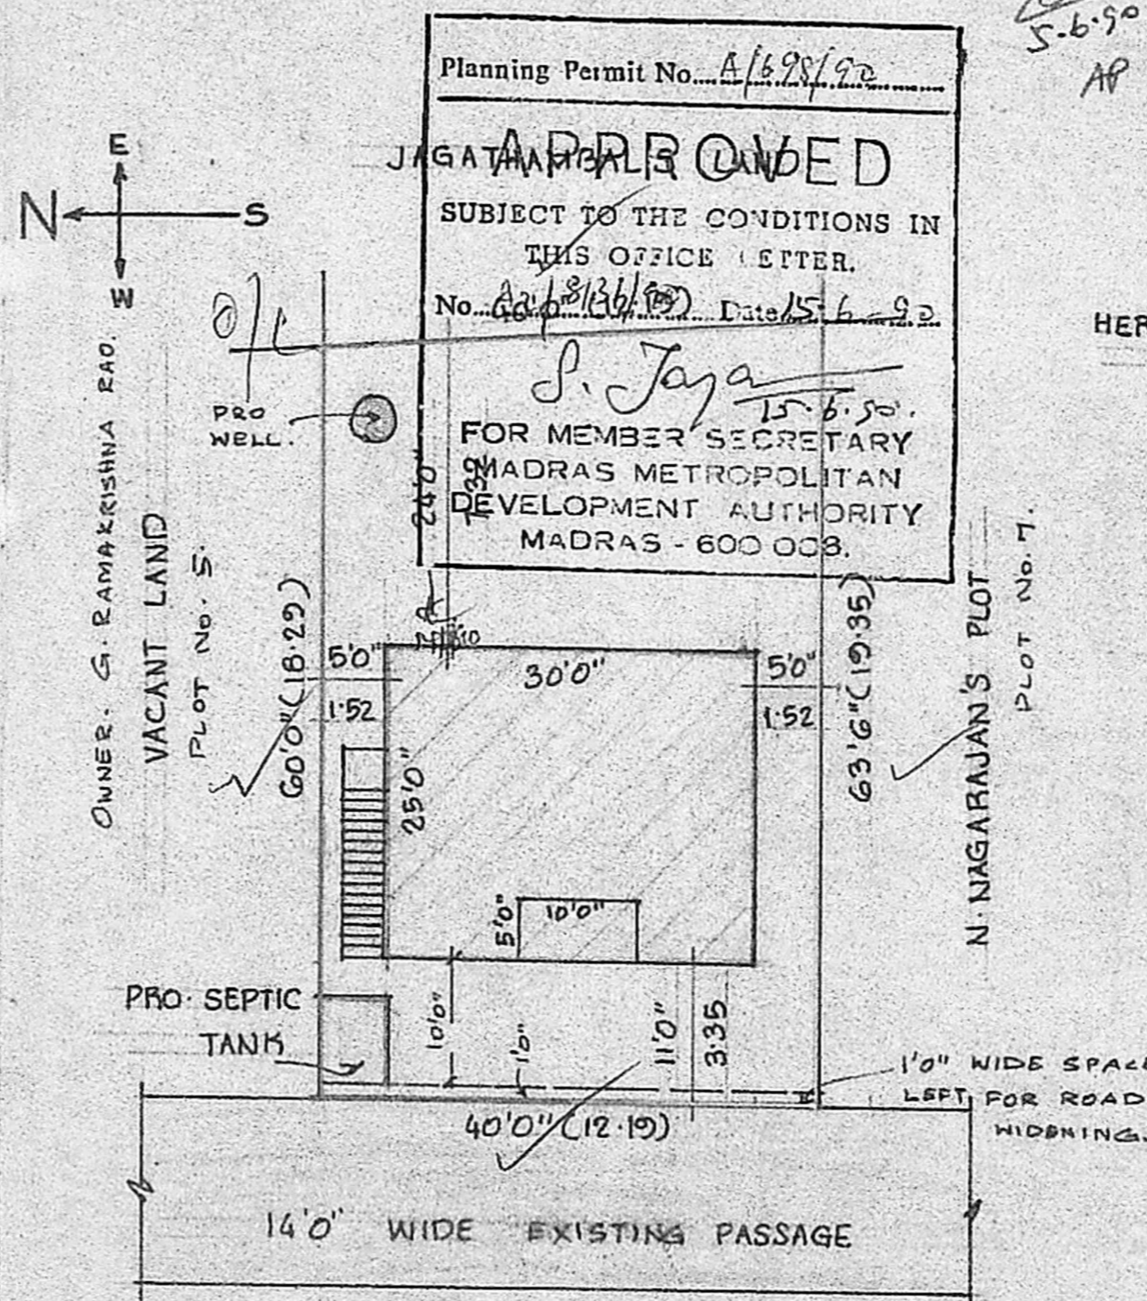 5·6·90
AP
Planning Permit No. A/698/90
APPROVED
JAGATHAMBAL'S LAND
SUBJECT TO THE CONDITIONS IN
THIS OFFICE LETTER.
No. Date 15-6-90
S. Jaya
15·6·90.
FOR MEMBER SECRETARY
MADRAS METROPOLITAN
DEVELOPMENT AUTHORITY
MADRAS - 600 008.
E
N
S
W
HER
PRO
WELL.
OWNER. G. RAMAKRISHNA RAO.
VACANT LAND
PLOT No. 5.
60'0"(18·29)
24'0"
7·32
5'0"
1·52
30'0"
5'0"
1·52
25'0"
63'6"(19·35)
N. NAGARAJAN'S PLOT
PLOT No. 7.
5'0"
10'0"
PRO. SEPTIC
TANK
10'0"
1'0"
11'0"
3·35
1'0" WIDE SPACE
LEFT FOR ROAD
WIDENING.
40'0"(12·19)
14'0" WIDE EXISTING PASSAGE